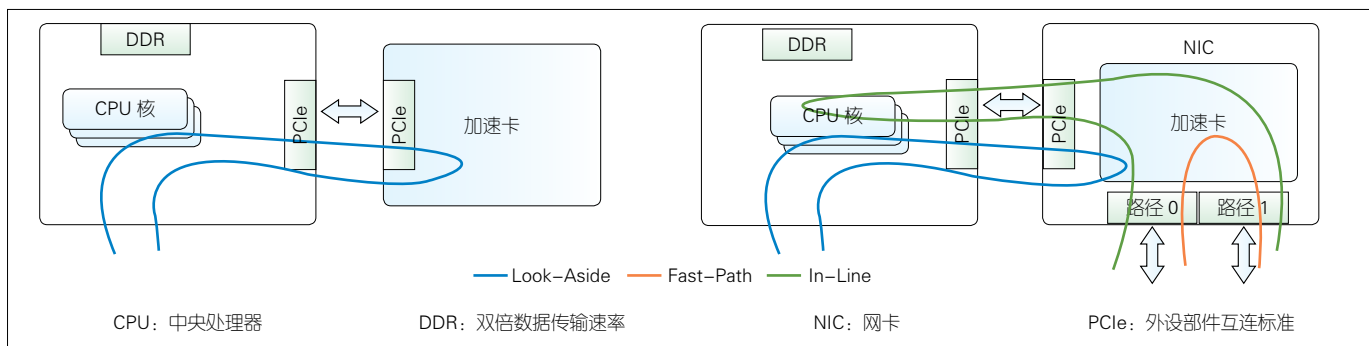 DDR
CPU 核
PCIe
PCIe
加速卡
DDR
CPU 核
PCIe
PCIe
NIC
加速卡
路径 0
路径 1
Look-Aside
Fast-Path
In-Line
CPU：中央处理器
DDR：双倍数据传输速率
NIC：网卡
PCIe：外设部件互连标准